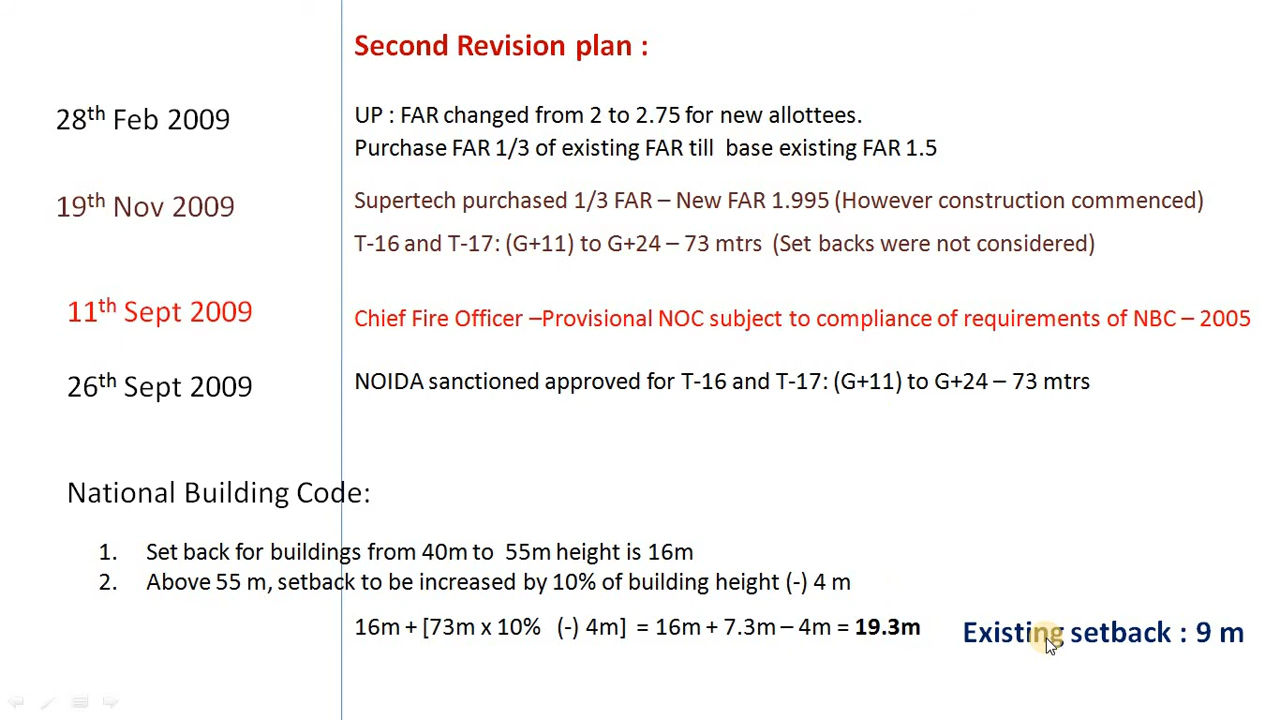 Second Revision plan :
28th Feb 2009
UP : FAR changed from 2 to 2.75 for new allottees.
Purchase FAR 1/3 of existing FAR till base existing FAR 1.5
19th Nov 2009
Supertech purchased 1/3 FAR – New FAR 1.995 (However construction commenced)
T-16 and T-17: (G+11) to G+24 – 73 mtrs (Set backs were not considered)
11th Sept 2009
Chief Fire Officer –Provisional NOC subject to compliance of requirements of NBC – 2005
26th Sept 2009
NOIDA sanctioned approved for T-16 and T-17: (G+11) to G+24 – 73 mtrs
National Building Code:
1. Set back for buildings from 40m to 55m height is 16m
2. Above 55 m, setback to be increased by 10% of building height (-) 4 m
16m + [73m x 10% (-) 4m] = 16m + 7.3m – 4m = 19.3m
Existing setback : 9 m